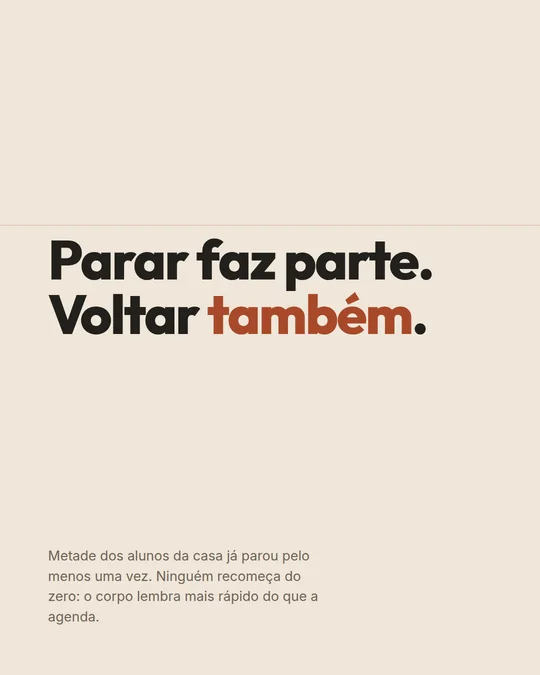 Parar faz parte.
Voltar também.
Metade dos alunos da casa já parou pelo
menos uma vez. Ninguém recomeça do
zero: o corpo lembra mais rápido do que a
agenda.